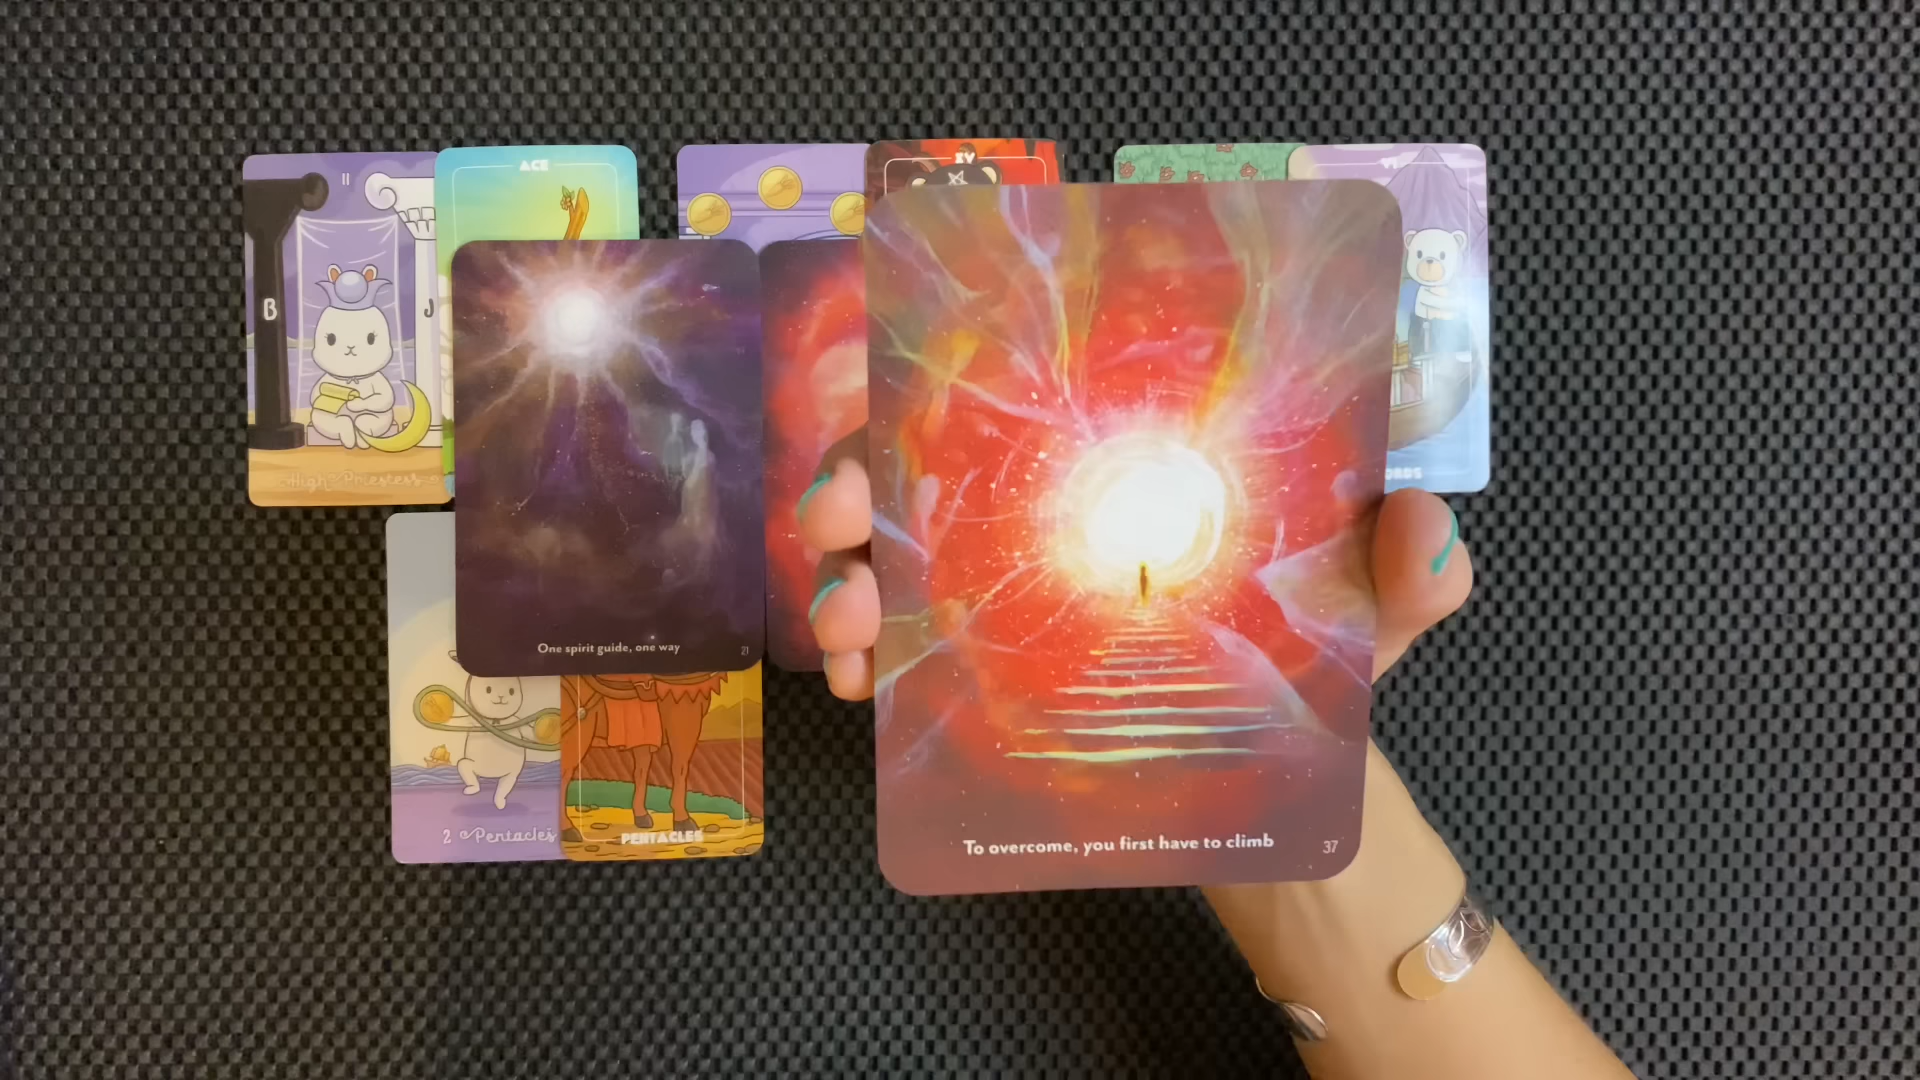 II
ACE
XV
VI
B
J
High Priestess
One spirit guide, one way
21
2 Pentacles
PENTACLES
To overcome, you first have to climb
37